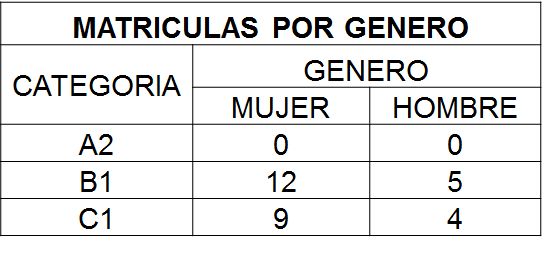 MATRICULAS POR GENERO
CATEGORIA GENERO
MUJER HOMBRE
A2 0 0
B1 12 5
C1 9 4